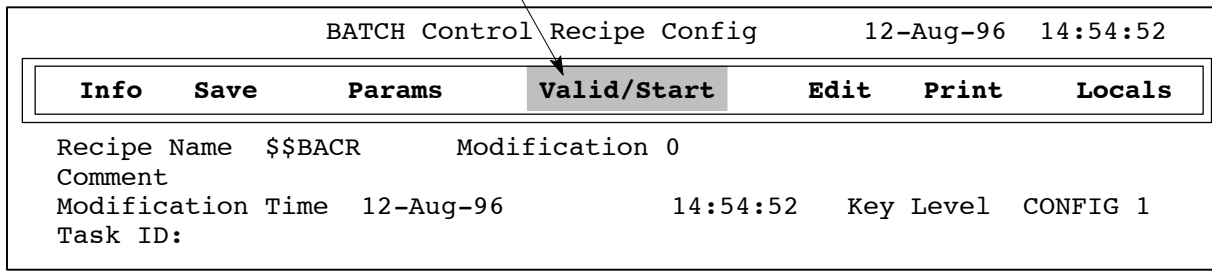 BATCH Control Recipe Config 12-Aug-96 14:54:52
Info Save Params Valid/Start Edit Print Locals
Recipe Name $$BACR Modification 0
Comment
Modification Time 12-Aug-96 14:54:52 Key Level CONFIG 1
Task ID: